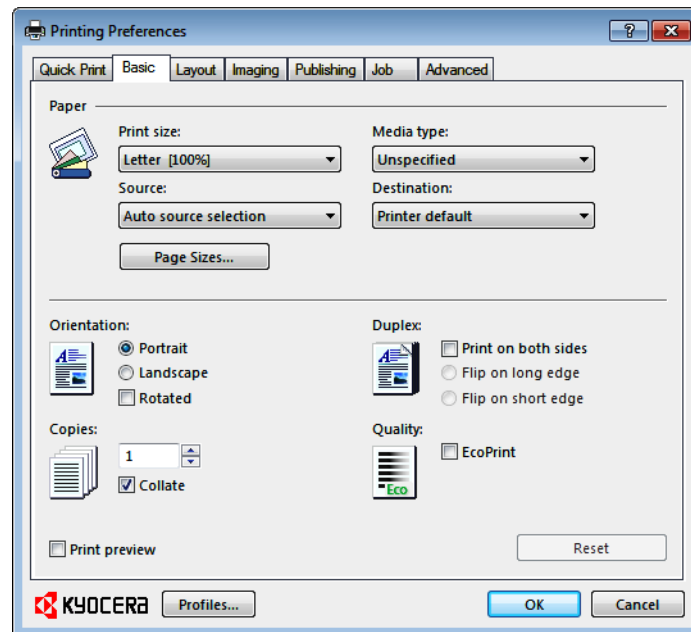 Printing Preferences
Quick Print Basic Layout Imaging Publishing Job Advanced
Paper
Print size: Media type:
Letter [100%] Unspecified
Source: Destination:
Auto source selection Printer default
Page Sizes...
Orientation: Duplex:
Portrait Print on both sides
Landscape Flip on long edge
Rotated Flip on short edge
Copies: Quality:
1 EcoPrint
Collate
Eco
Print preview Reset
KYOCERA Profiles... OK Cancel